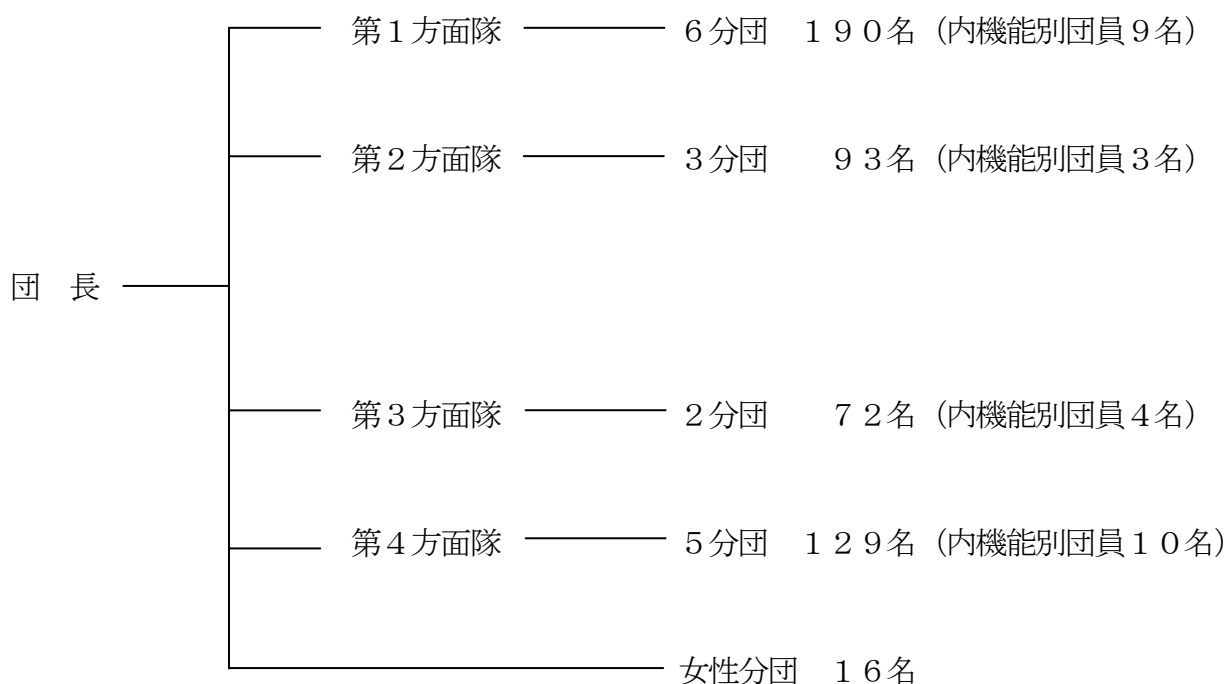 第１方面隊　６分団　１９０名（内機能別団員９名）
第２方面隊　３分団　９３名（内機能別団員３名）
団　長
第３方面隊　２分団　７２名（内機能別団員４名）
第４方面隊　５分団　１２９名（内機能別団員１０名）
女性分団　１６名